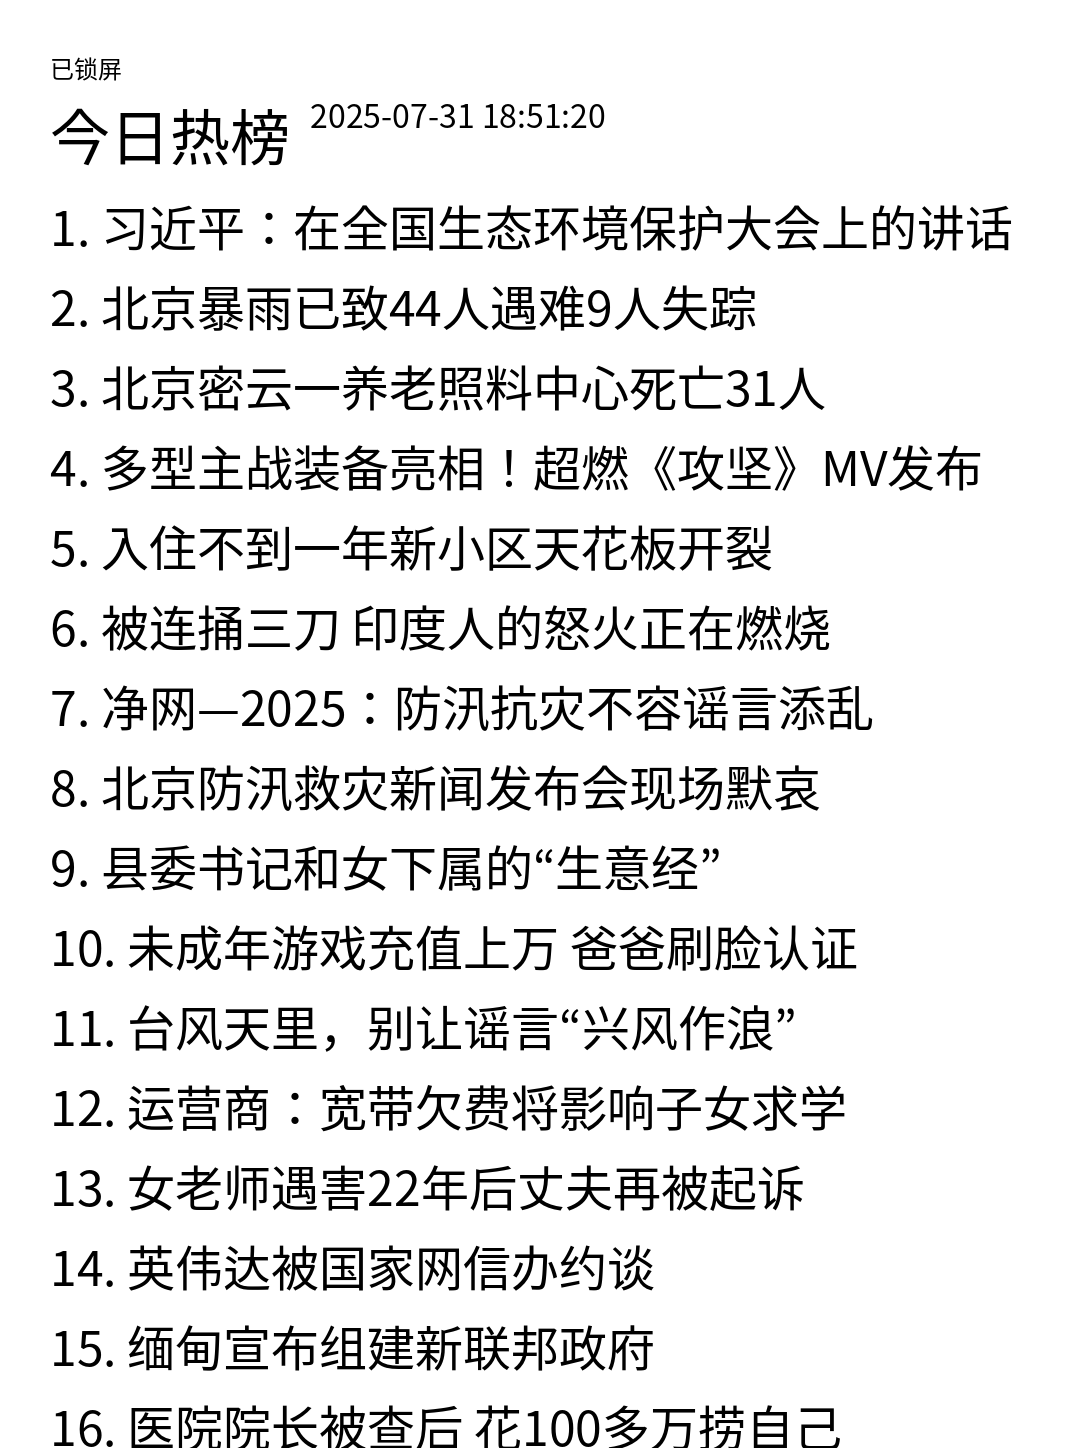 已锁屏
今日热榜 2025-07-31 18:51:20
1. 习近平：在全国生态环境保护大会上的讲话
2. 北京暴雨已致44人遇难9人失踪
3. 北京密云一养老照料中心死亡31人
4. 多型主战装备亮相！超燃《攻坚》MV发布
5. 入住不到一年新小区天花板开裂
6. 被连捅三刀 印度人的怒火正在燃烧
7. 净网—2025：防汛抗灾不容谣言添乱
8. 北京防汛救灾新闻发布会现场默哀
9. 县委书记和女下属的“生意经”
10. 未成年游戏充值上万 爸爸刷脸认证
11. 台风天里，别让谣言“兴风作浪”
12. 运营商：宽带欠费将影响子女求学
13. 女老师遇害22年后丈夫再被起诉
14. 英伟达被国家网信办约谈
15. 缅甸宣布组建新联邦政府
16. 医院院长被查后 花100多万捞自己